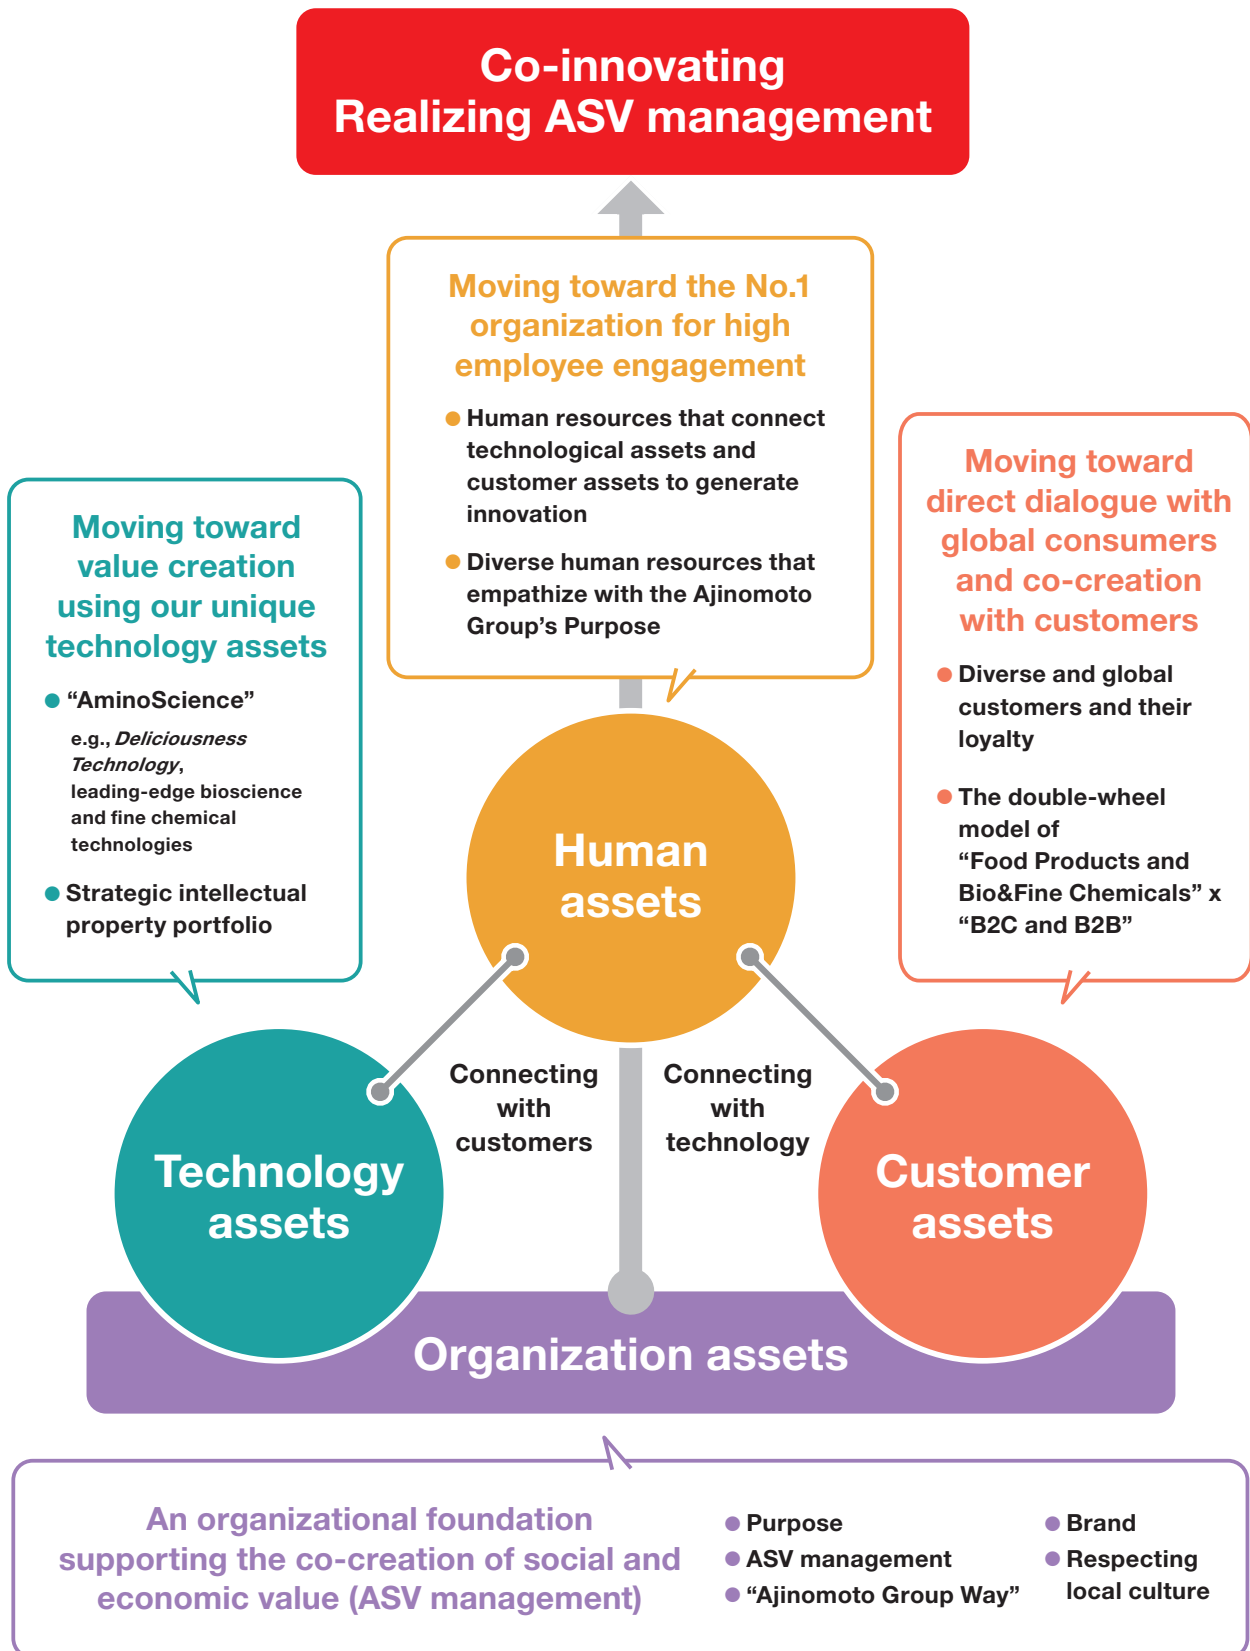 Co-innovating
Realizing ASV management
Moving toward the No.1
organization for high
employee engagement
● Human resources that connect
technological assets and
customer assets to generate
innovation
● Diverse human resources that
empathize with the Ajinomoto
Group’s Purpose
Moving toward
value creation
using our unique
technology assets
● “AminoScience”
e.g., Deliciousness
Technology,
leading-edge bioscience
and fine chemical
technologies
● Strategic intellectual
property portfolio
Moving toward
direct dialogue with
global consumers
and co-creation
with customers
● Diverse and global
customers and their
loyalty
● The double-wheel
model of
“Food Products and
Bio&Fine Chemicals” x
“B2C and B2B”
Human
assets
Connecting
with
customers
Connecting
with
technology
Technology
assets
Customer
assets
Organization assets
An organizational foundation
supporting the co-creation of social and
economic value (ASV management)
● Purpose
● ASV management
● “Ajinomoto Group Way”
● Brand
● Respecting
local culture